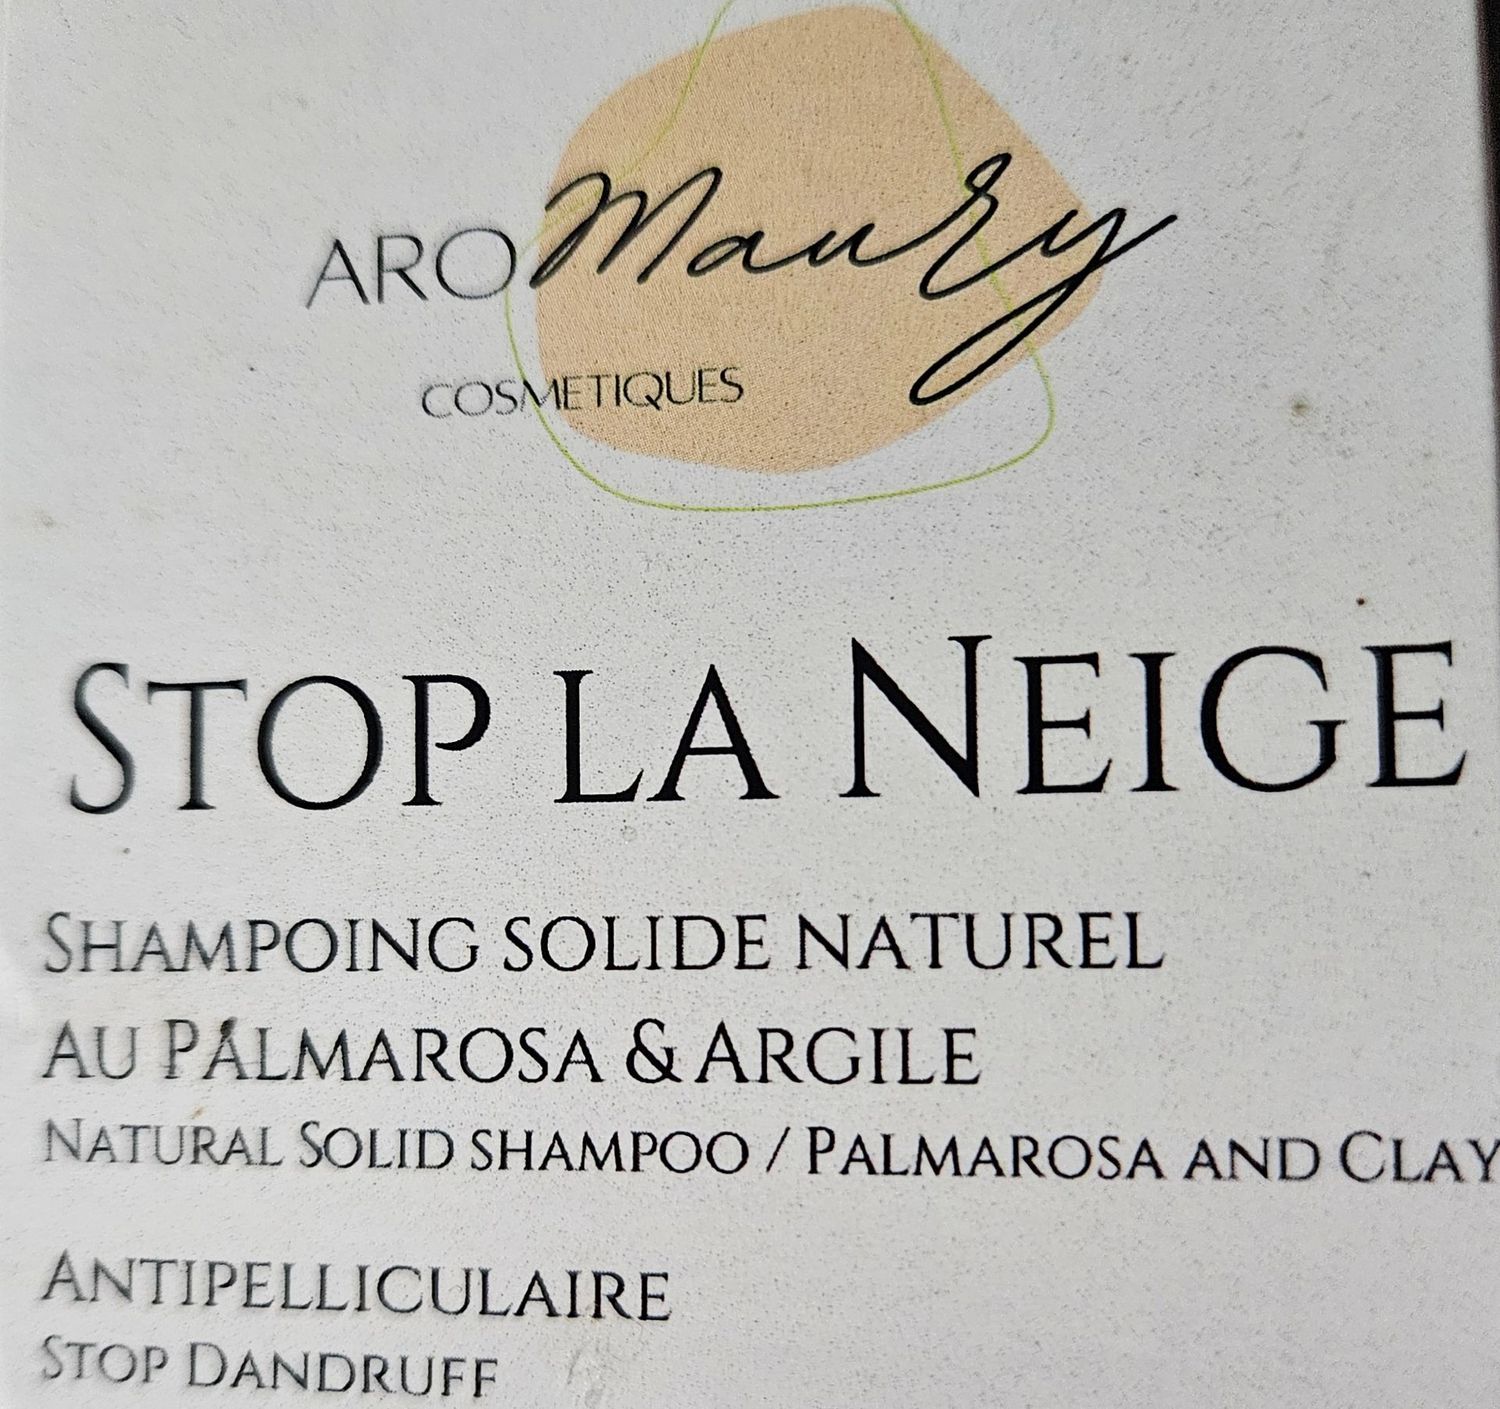 AROMaury
COSMETIQUES
STOP LA NEIGE
SHAMPOING SOLIDE NATUREL
AU PALMAROSA & ARGILE
NATURAL SOLID SHAMPOO / PALMAROSA AND CLAY
ANTIPELLICULAIRE
STOP DANDRUFF